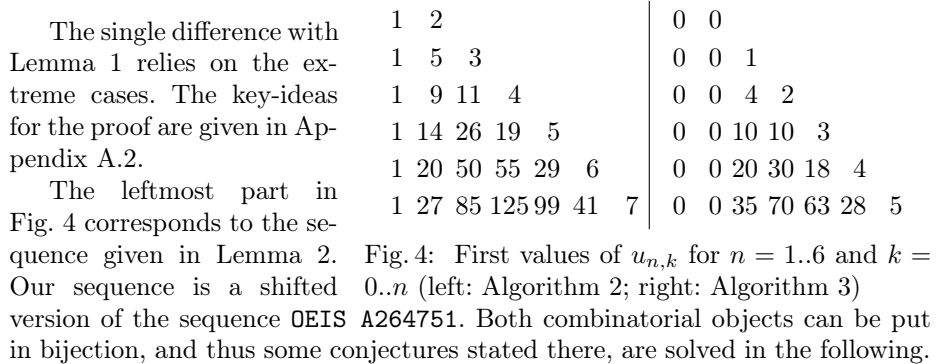 The single difference with
Lemma 1 relies on the ex-
treme cases. The key-ideas
for the proof are given in Ap-
pendix A.2.
The leftmost part in
Fig. 4 corresponds to the se-
quence given in Lemma 2.
Our sequence is a shifted
1 2 0 0
1 5 3 0 0 1
1 9 11 4 0 0 4 2
1 14 26 19 5 0 0 10 10 3
1 20 50 55 29 6 0 0 20 30 18 4
1 27 85 125 99 41 7 0 0 35 70 63 28 5
Fig. 4: First values of u_{n,k} for n = 1..6 and k =
0..n (left: Algorithm 2; right: Algorithm 3)
version of the sequence OEIS A264751. Both combinatorial objects can be put
in bijection, and thus some conjectures stated there, are solved in the following.